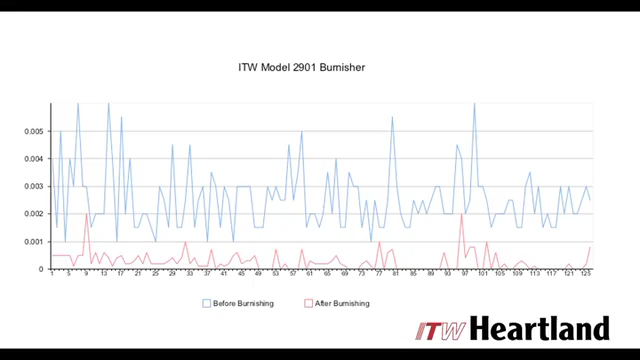 ITW Model 2901 Burnisher
0.005
0.004
0.003
0.002
0.001
0
1 5 9 13 17 21 25 29 33 37 41 45 49 53 57 61 65 69 73 77 81 85 89 93 97 101 105 109 113 117 121 125
Before Burnishing After Burnishing
ITW Heartland